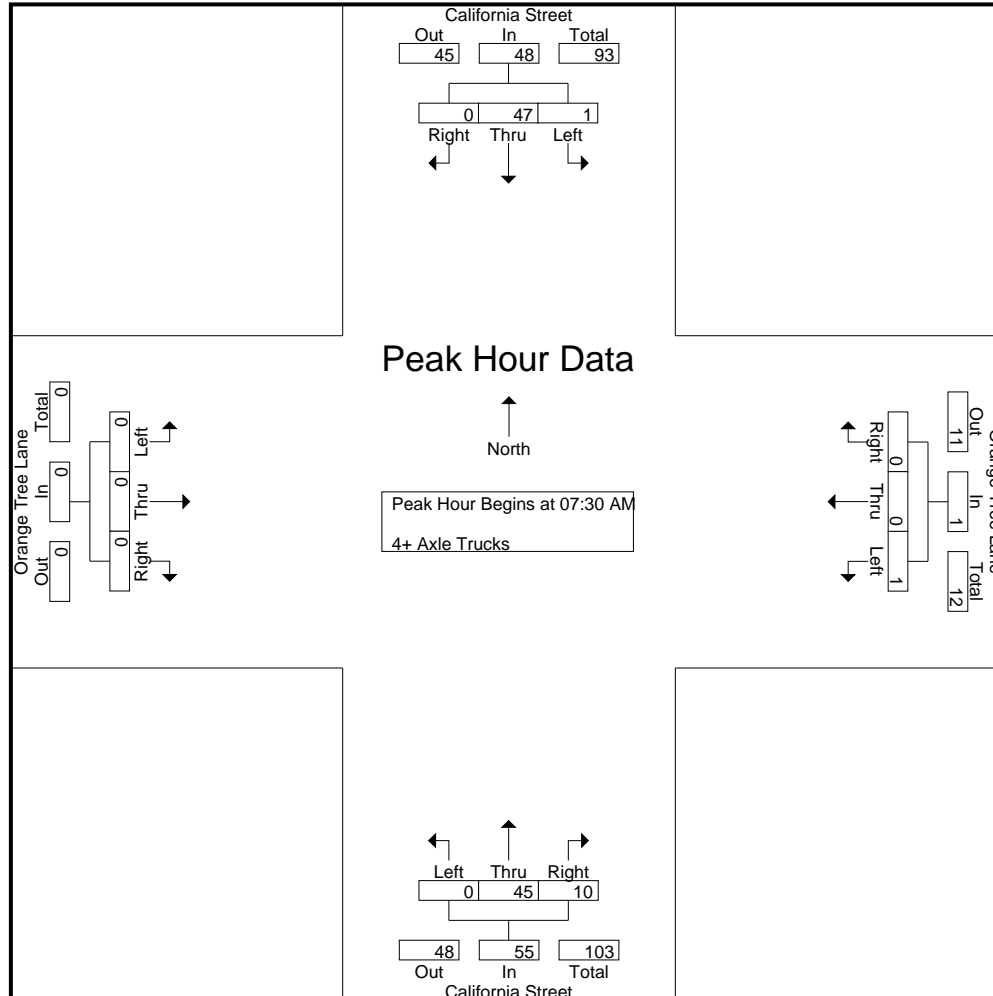 California Street
Out In Total
45 48 93
0 47 1
Right Thru Left
Peak Hour Data
North
Peak Hour Begins at 07:30 AM
4+ Axle Trucks
Orange Tree Lane
Total In Out
0 0 0
0 0 0
Left Thru Right
Right Thru Left
0 0 1
11 1 12
Out In Total
Orange Tree Lane
Left Thru Right
0 45 10
48 55 103
Out In Total
California Street